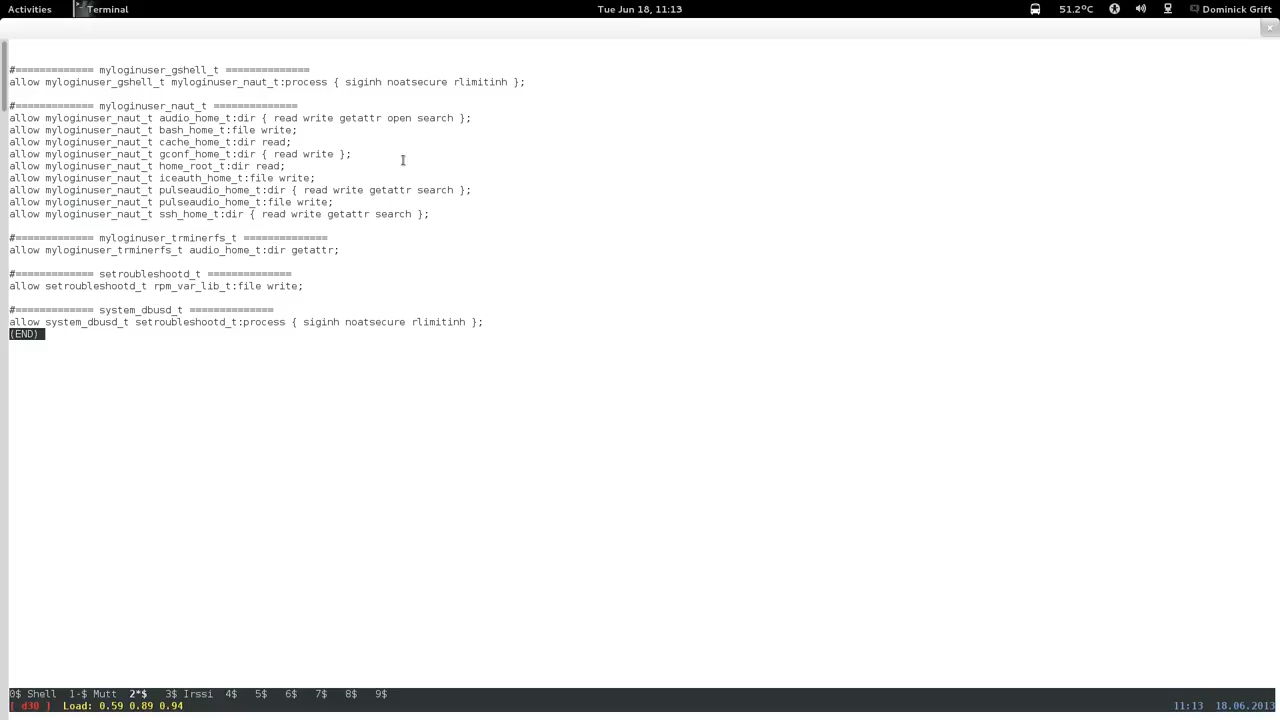 Activities Terminal Tue Jun 18, 11:13 51.2°C Dominick Grift
#============= myloginuser_gshell_t ==============
allow myloginuser_gshell_t myloginuser_naut_t:process { siginh noatsecure rlimitinh };
#============= myloginuser_naut_t ==============
allow myloginuser_naut_t audio_home_t:dir { read write getattr open search };
allow myloginuser_naut_t bash_home_t:file write;
allow myloginuser_naut_t cache_home_t:dir read;
allow myloginuser_naut_t gconf_home_t:dir { read write };
allow myloginuser_naut_t home_root_t:dir read;
allow myloginuser_naut_t iceauth_home_t:file write;
allow myloginuser_naut_t pulseaudio_home_t:dir { read write getattr search };
allow myloginuser_naut_t pulseaudio_home_t:file write;
allow myloginuser_naut_t ssh_home_t:dir { read write getattr search };
#============= myloginuser_trminerfs_t ==============
allow myloginuser_trminerfs_t audio_home_t:dir getattr;
#============= setroubleshootd_t ==============
allow setroubleshootd_t rpm_var_lib_t:file write;
#============= system_dbusd_t ==============
allow system_dbusd_t setroubleshootd_t:process { siginh noatsecure rlimitinh };
(END)
0$ Shell 1-$ Mutt 2*$ 3$ Irssi 4$ 5$ 6$ 7$ 8$ 9$
[ d30 ] Load: 0.59 0.89 0.94 11:13 18.06.2013